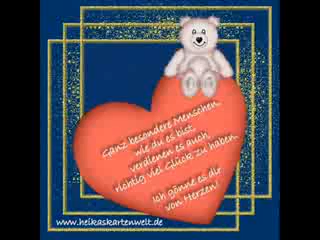 Ganz besondere Menschen,
wie du es bist,
verdienen es auch
richtig viel Glück zu haben.
Ich gönne es dir
von Herzen!
www.heikaskartenwelt.de